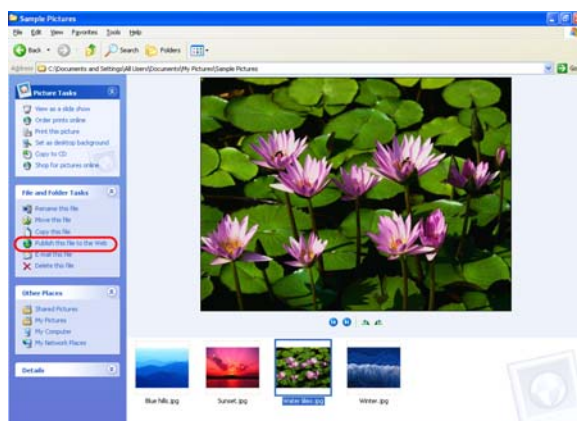 Sample Pictures
File Edit View Favorites Tools Help
Back Search Folders
Address C:\Documents and Settings\All Users\Documents\My Pictures\Sample Pictures Go
Picture Tasks
View as a slide show
Order prints online
Print this picture
Set as desktop background
Copy to CD
Shop for pictures online
File and Folder Tasks
Rename this file
Move this file
Copy this file
Publish this file to the Web
E-mail this file
Delete this file
Other Places
Shared Pictures
My Pictures
My Computer
My Network Places
Details
Blue hills.jpg Sunset.jpg Water lilies.jpg Winter.jpg